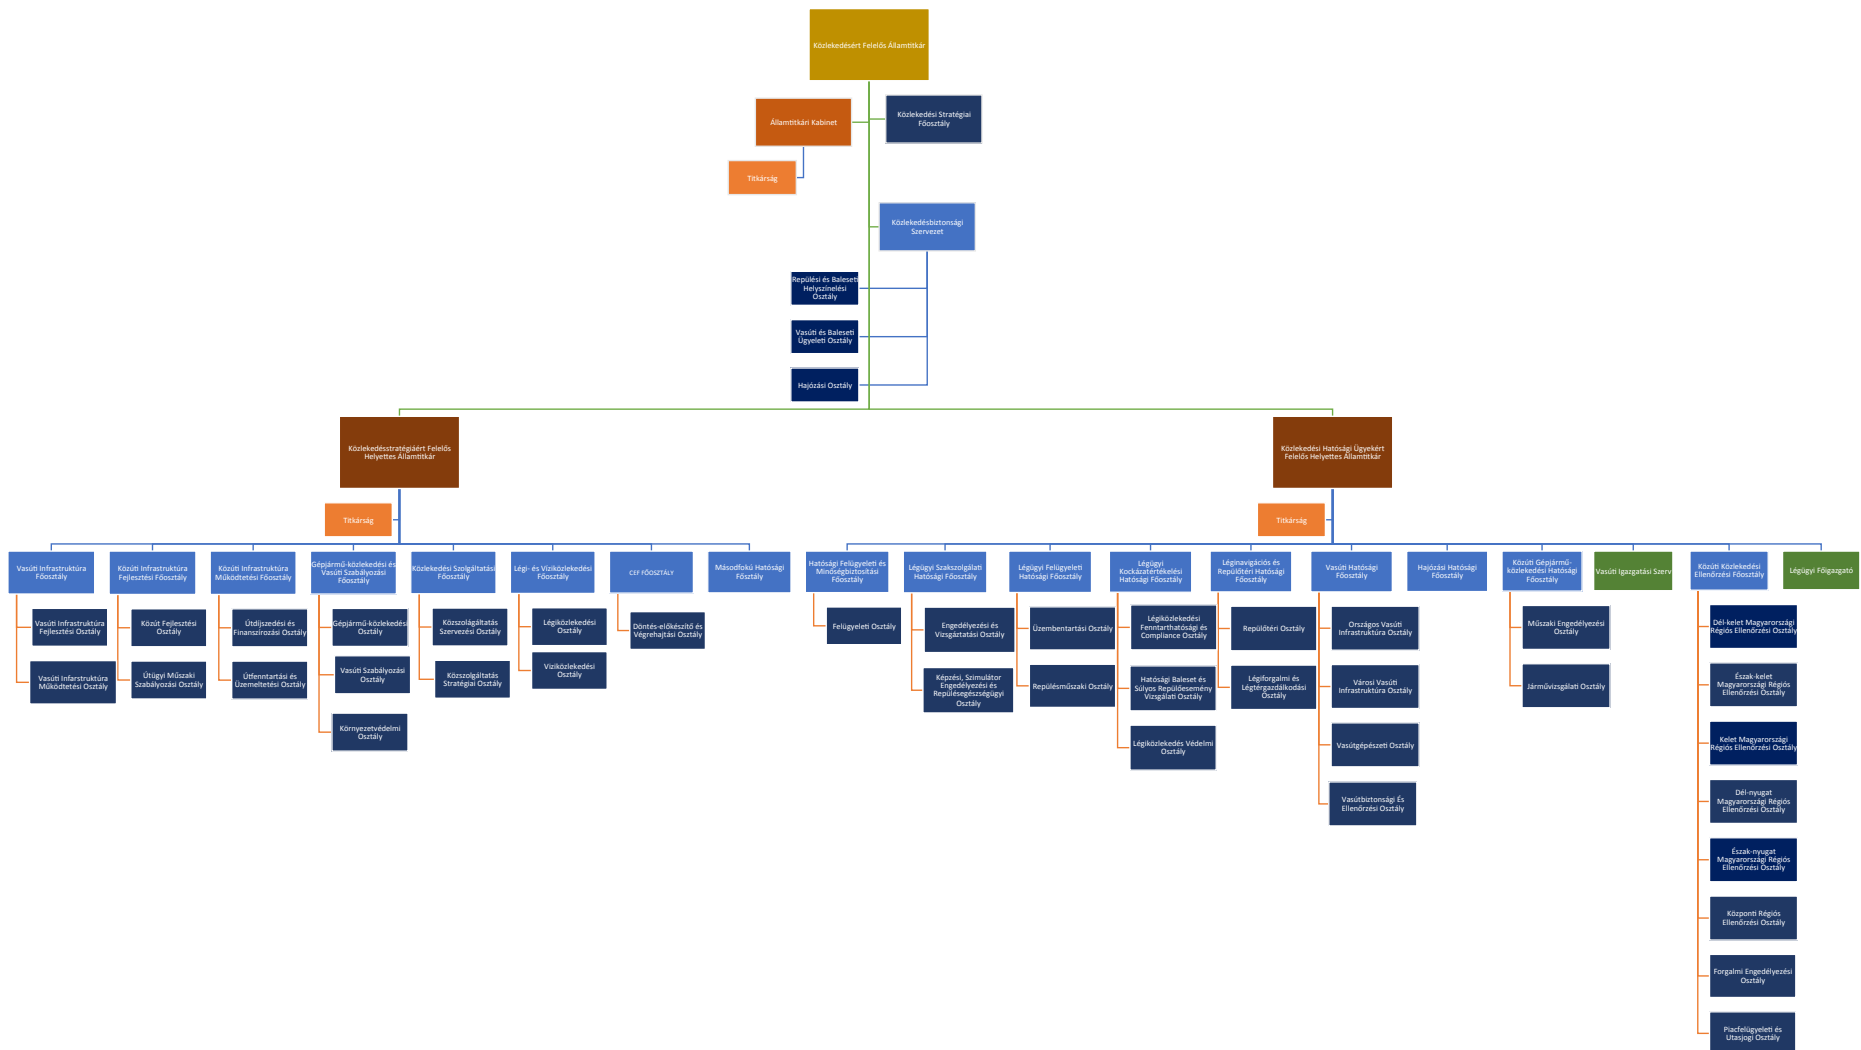 Közlekedésért Felelős Államtitkár
Államtitkári Kabinet
Közlekedési Stratégiai
Főosztály
Titkárság
Közlekedésbiztonsági
Szervezet
Repülési és Baleseti
Helyszínelési
Osztály
Vasúti és Baseleti
Ügyeleti Osztály
Hajózási Osztály
Közlekedésstratégiáért Felelős
Helyettes Államtitkár
Titkárság
Közlekedési Hatósági Ügyekért
Felelős Helyettes Államtitkár
Titkárság
Vasúti Infrastruktúra
Főosztály
Vasúti Infrastruktúra
Fejlesztési Osztály
Vasúti Infarstruktúra
Működtetési Osztály
Közúti Infrastruktúra
Fejlesztési Főosztály
Közút Fejlesztési
Osztály
Útügyi Műszaki
Szabályozási Osztály
Közúti Infrastruktúra
Működtetési Főosztály
Útdíjszedési és
Finanszírozási Osztály
Útfenntartási és
Üzemeltetési Osztály
Gépjármű-közlekedési és
Vasúti Szabályozási
Főosztály
Gépjármű-közlekedési
Osztály
Vasúti Szabályozási
Osztály
Környezetvédelmi
Osztály
Közlekedési Szolgáltatási
Főosztály
Közszolágáltatás
Szervezési Osztály
Közszolgáltatás
Stratégiai Osztály
Légi- és Víziközlekedési
Főosztály
Légiközlekedési
Osztály
Viziközlekedési
Osztály
CEF FŐOSZTÁLY
Döntés-előkészítő és
Végrehajtási Osztály
Másodfokú Hatósági
Fősztály
Hatósági Felügyeleti és
Minőségbiztosítási
Főosztály
Felügyeleti Osztály
Légügyi Szakszolgálati
Hatósági Főosztály
Engedélyezési és
Vizsgáztatási Osztály
Képzési, Szimulátor
Engedélyezési és
Repülésegészségügyi
Osztály
Légügyi Felügyeleti
Hatósági Főosztály
Üzembentartási Osztály
Repülésműszaki Osztály
Légügyi
Kockázatértékelési
Hatósági Főosztály
Légiközlekedési
Fenntarthatósági és
Compliance Osztály
Hatósági Baleset és
Súlyos Repülőesemény
Vizsgálati Osztály
Légiközlekedés Védelmi
Osztály
Léginavigációs és
Repülőtéri Hatósági
Főosztály
Repülőtéri Osztály
Légiforgalmi és
Légtérgazdálkodási
Osztály
Vasúti Hatósági
Főosztály
Országos Vasúti
Infrastruktúra Osztály
Városi Vasúti
Infrastruktúra Osztály
Vasútgépészeti Osztály
Vasútbiztonsági És
Ellenőrzési Osztály
Hajózási Hatósági
Főosztály
Közúti Gépjármű-
közlekedési Hatósági
Főosztály
Műszaki Engedélyezési
Osztály
Járművizsgálati Osztály
Vasúti Igazgatási Szerv
Közúti Közlekedési
Ellenőrzési Főosztály
Dél-kelet Magyarországi
Régiós Ellenőrzési Osztály
Észak-kelet
Magyarországi Régiós
Ellenőrzési Osztály
Kelet Magyarországi
Régiós Ellenőrzési Osztály
Dél-nyugat
Magyarországi Régiós
Ellenőrzési Osztály
Észak-nyugat
Magyarországi Régiós
Ellenőrzési Osztály
Központi Régiós
Ellenőrzési Osztály
Forgalmi Engedélyezési
Osztály
Piacfelügyeleti és
Utasjogi Osztály
Légügyi Főigazgató